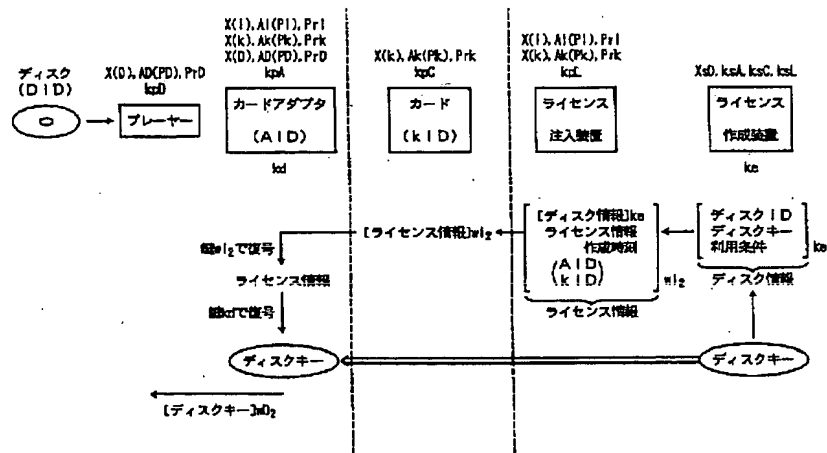 ディスク
(DID)
X(D), AD(PD), PrD
kpD
プレーヤー
X(i), Ai(Pi), Pri
X(k), Ak(Pk), Prk
X(D), AD(PD), PrD
kpA
カードアダプタ
(AID)
kd
X(k), Ak(Pk), Prk
kpC
カード
(kID)
X(i), Ai(Pi), Pri
X(k), Ak(Pk), Prk
kpL
ライセンス
注入装置
XsD, ksA, ksC, ksL
ライセンス
作成装置
ke
ディスクID
ディスクキー
利用条件
ke
ディスク情報
[ディスク情報]ke
ライセンス情報
作成時刻
(AID
kID)
wi2
ライセンス情報
[ライセンス情報]wi2
鍵wi2で復号
ライセンス情報
鍵kdで復号
ディスクキー
ディスクキー
[ディスクキー]wD2